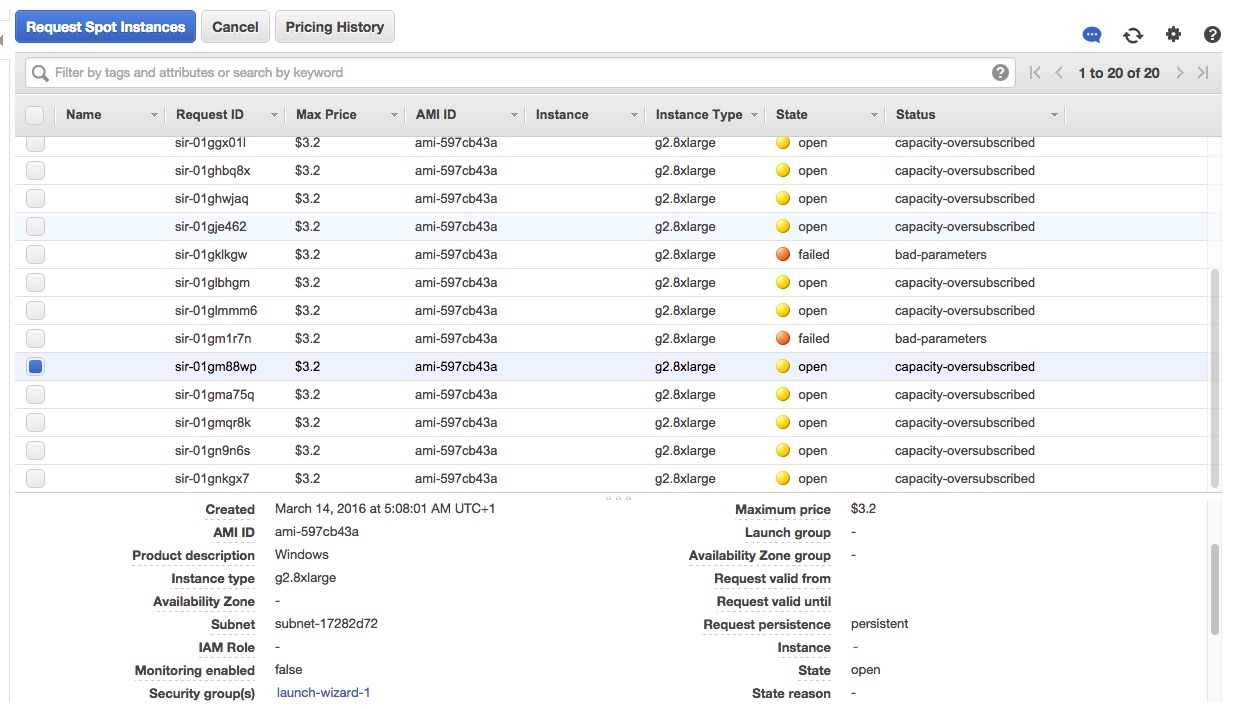 Request Spot Instances Cancel Pricing History
Filter by tags and attributes or search by keyword 1 to 20 of 20
Name Request ID Max Price AMI ID Instance Instance Type State Status
sir-01ggx01l $3.2 ami-597cb43a g2.8xlarge open capacity-oversubscribed
sir-01ghbq8x $3.2 ami-597cb43a g2.8xlarge open capacity-oversubscribed
sir-01ghwjaq $3.2 ami-597cb43a g2.8xlarge open capacity-oversubscribed
sir-01gje462 $3.2 ami-597cb43a g2.8xlarge open capacity-oversubscribed
sir-01gklkgw $3.2 ami-597cb43a g2.8xlarge failed bad-parameters
sir-01glbhgm $3.2 ami-597cb43a g2.8xlarge open capacity-oversubscribed
sir-01glmmm6 $3.2 ami-597cb43a g2.8xlarge open capacity-oversubscribed
sir-01gm1r7n $3.2 ami-597cb43a g2.8xlarge failed bad-parameters
sir-01gm88wp $3.2 ami-597cb43a g2.8xlarge open capacity-oversubscribed
sir-01gma75q $3.2 ami-597cb43a g2.8xlarge open capacity-oversubscribed
sir-01gmqr8k $3.2 ami-597cb43a g2.8xlarge open capacity-oversubscribed
sir-01gn9n6s $3.2 ami-597cb43a g2.8xlarge open capacity-oversubscribed
sir-01gnkgx7 $3.2 ami-597cb43a g2.8xlarge open capacity-oversubscribed
Created March 14, 2016 at 5:08:01 AM UTC+1 Maximum price $3.2
AMI ID ami-597cb43a Launch group -
Product description Windows Availability Zone group -
Instance type g2.8xlarge Request valid from
Availability Zone - Request valid until
Subnet subnet-17282d72 Request persistence persistent
IAM Role - Instance -
Monitoring enabled false State open
Security group(s) launch-wizard-1 State reason -